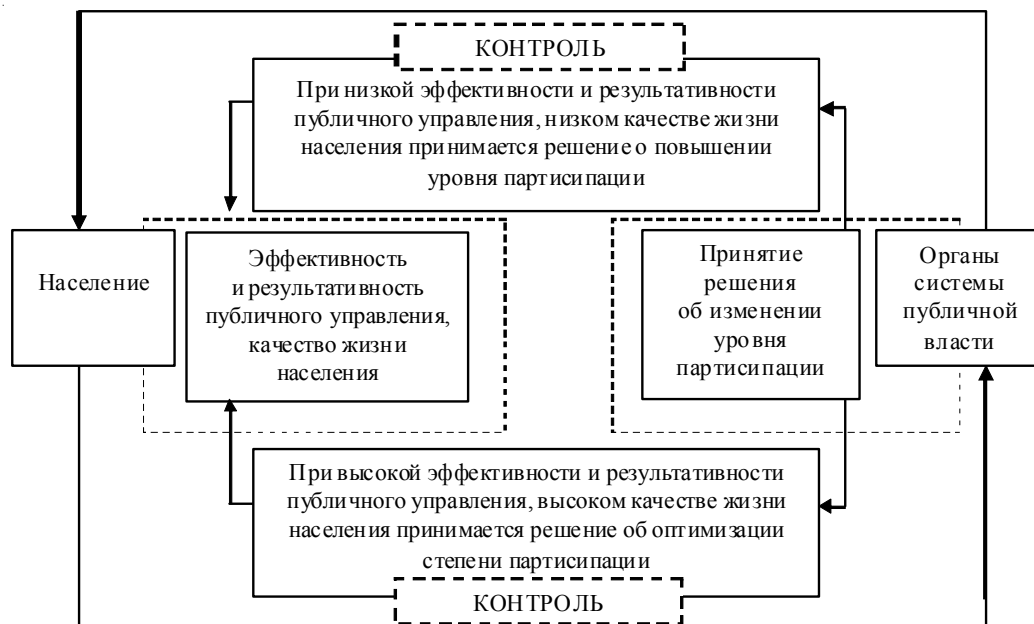 КОНТРОЛЬ
При низкой эффективности и результативности
публичного управления, низком качестве жизни
населения принимается решение о повышении
уровня партисипации
Население
Эффективность
и результативность
публичного управления,
качество жизни
населения
Принятие
решения
об изменении
уровня
партисипации
Органы
системы
публичной
власти
При высокой эффективности и результативности
публичного управления, высоком качестве жизни
населения принимается решение об оптимизации
степени партисипации
КОНТРОЛЬ